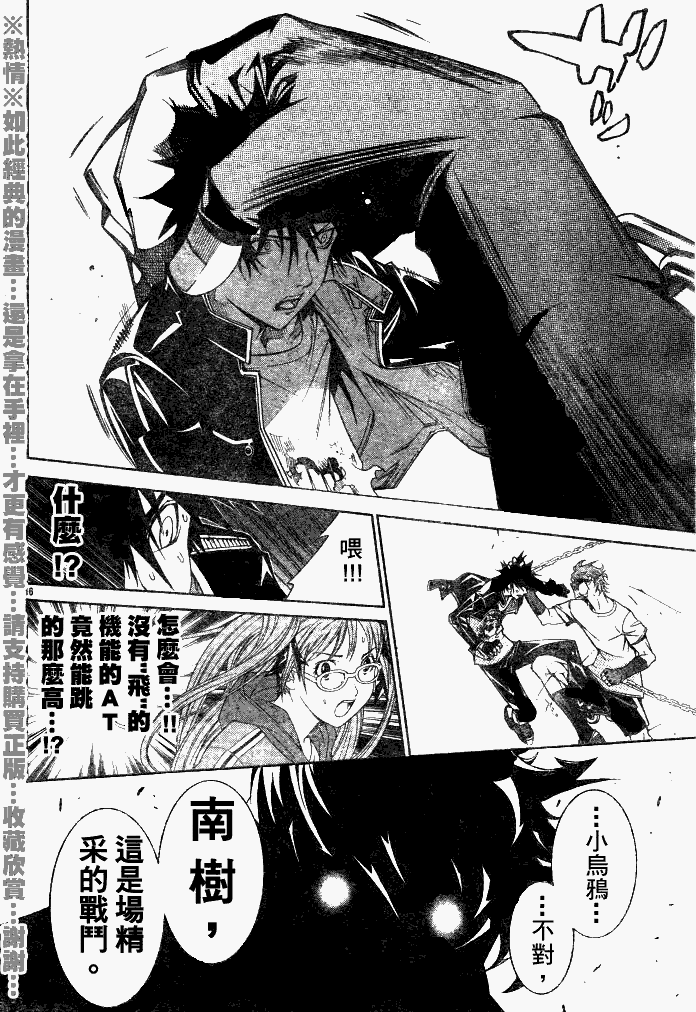 ※熱情※如此經典的漫畫…還是拿在手裡…才更有感覺…請支持購買正版…收藏欣賞…謝謝…
喂!!!
什麼!?
16
怎麼會…!!
沒有…飛"的
機能的AT
竟然能跳
的那麼高…!?
…小烏鴉…
…不對，
南樹，
這是場精
采的戰鬥。